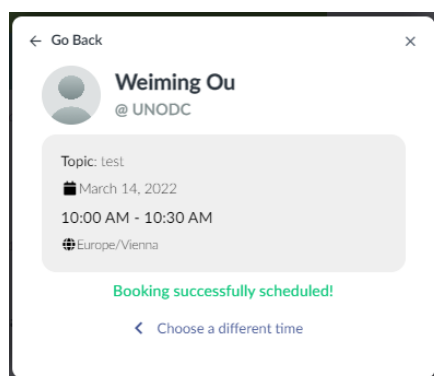 Go Back
Weiming Ou
@ UNODC
Topic: test
March 14, 2022
10:00 AM - 10:30 AM
Europe/Vienna
Booking successfully scheduled!
Choose a different time